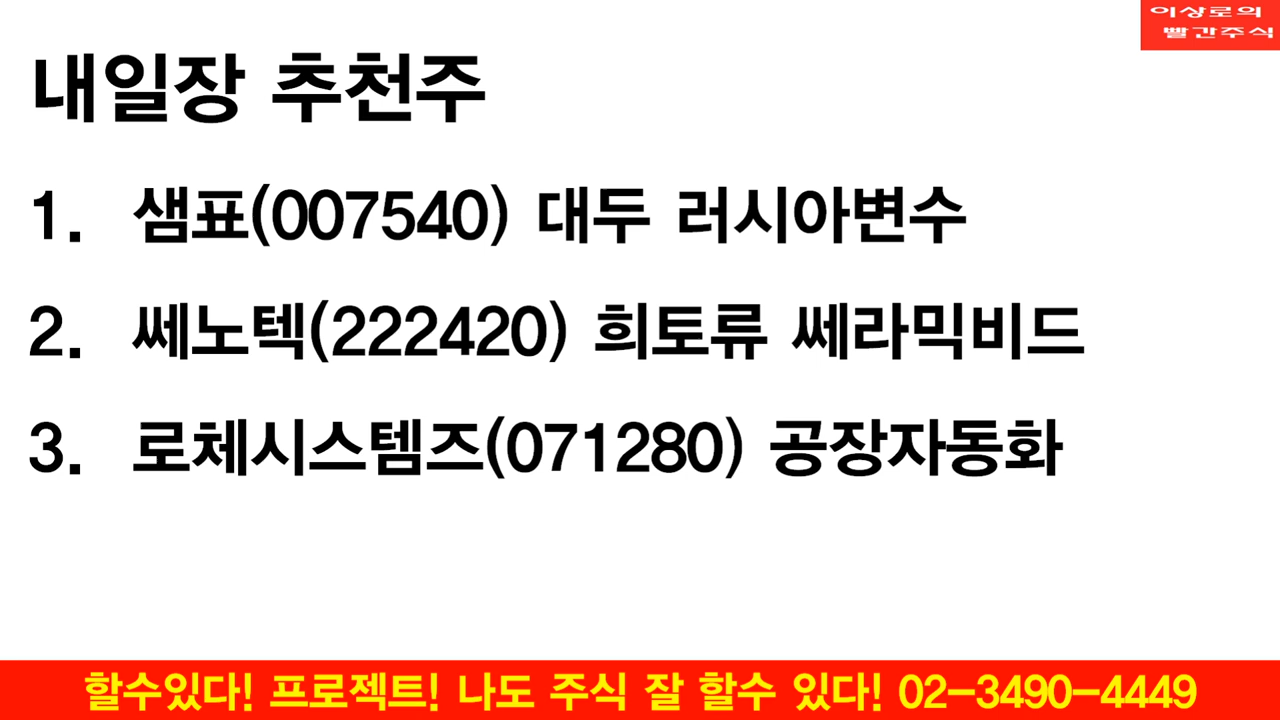 이상로의
빨간주식
내일장 추천주
1. 샘표(007540) 대두 러시아변수
2. 쎄노텍(222420) 희토류 쎄라믹비드
3. 로체시스템즈(071280) 공장자동화
할수있다! 프로젝트! 나도 주식 잘 할수 있다! 02-3490-4449